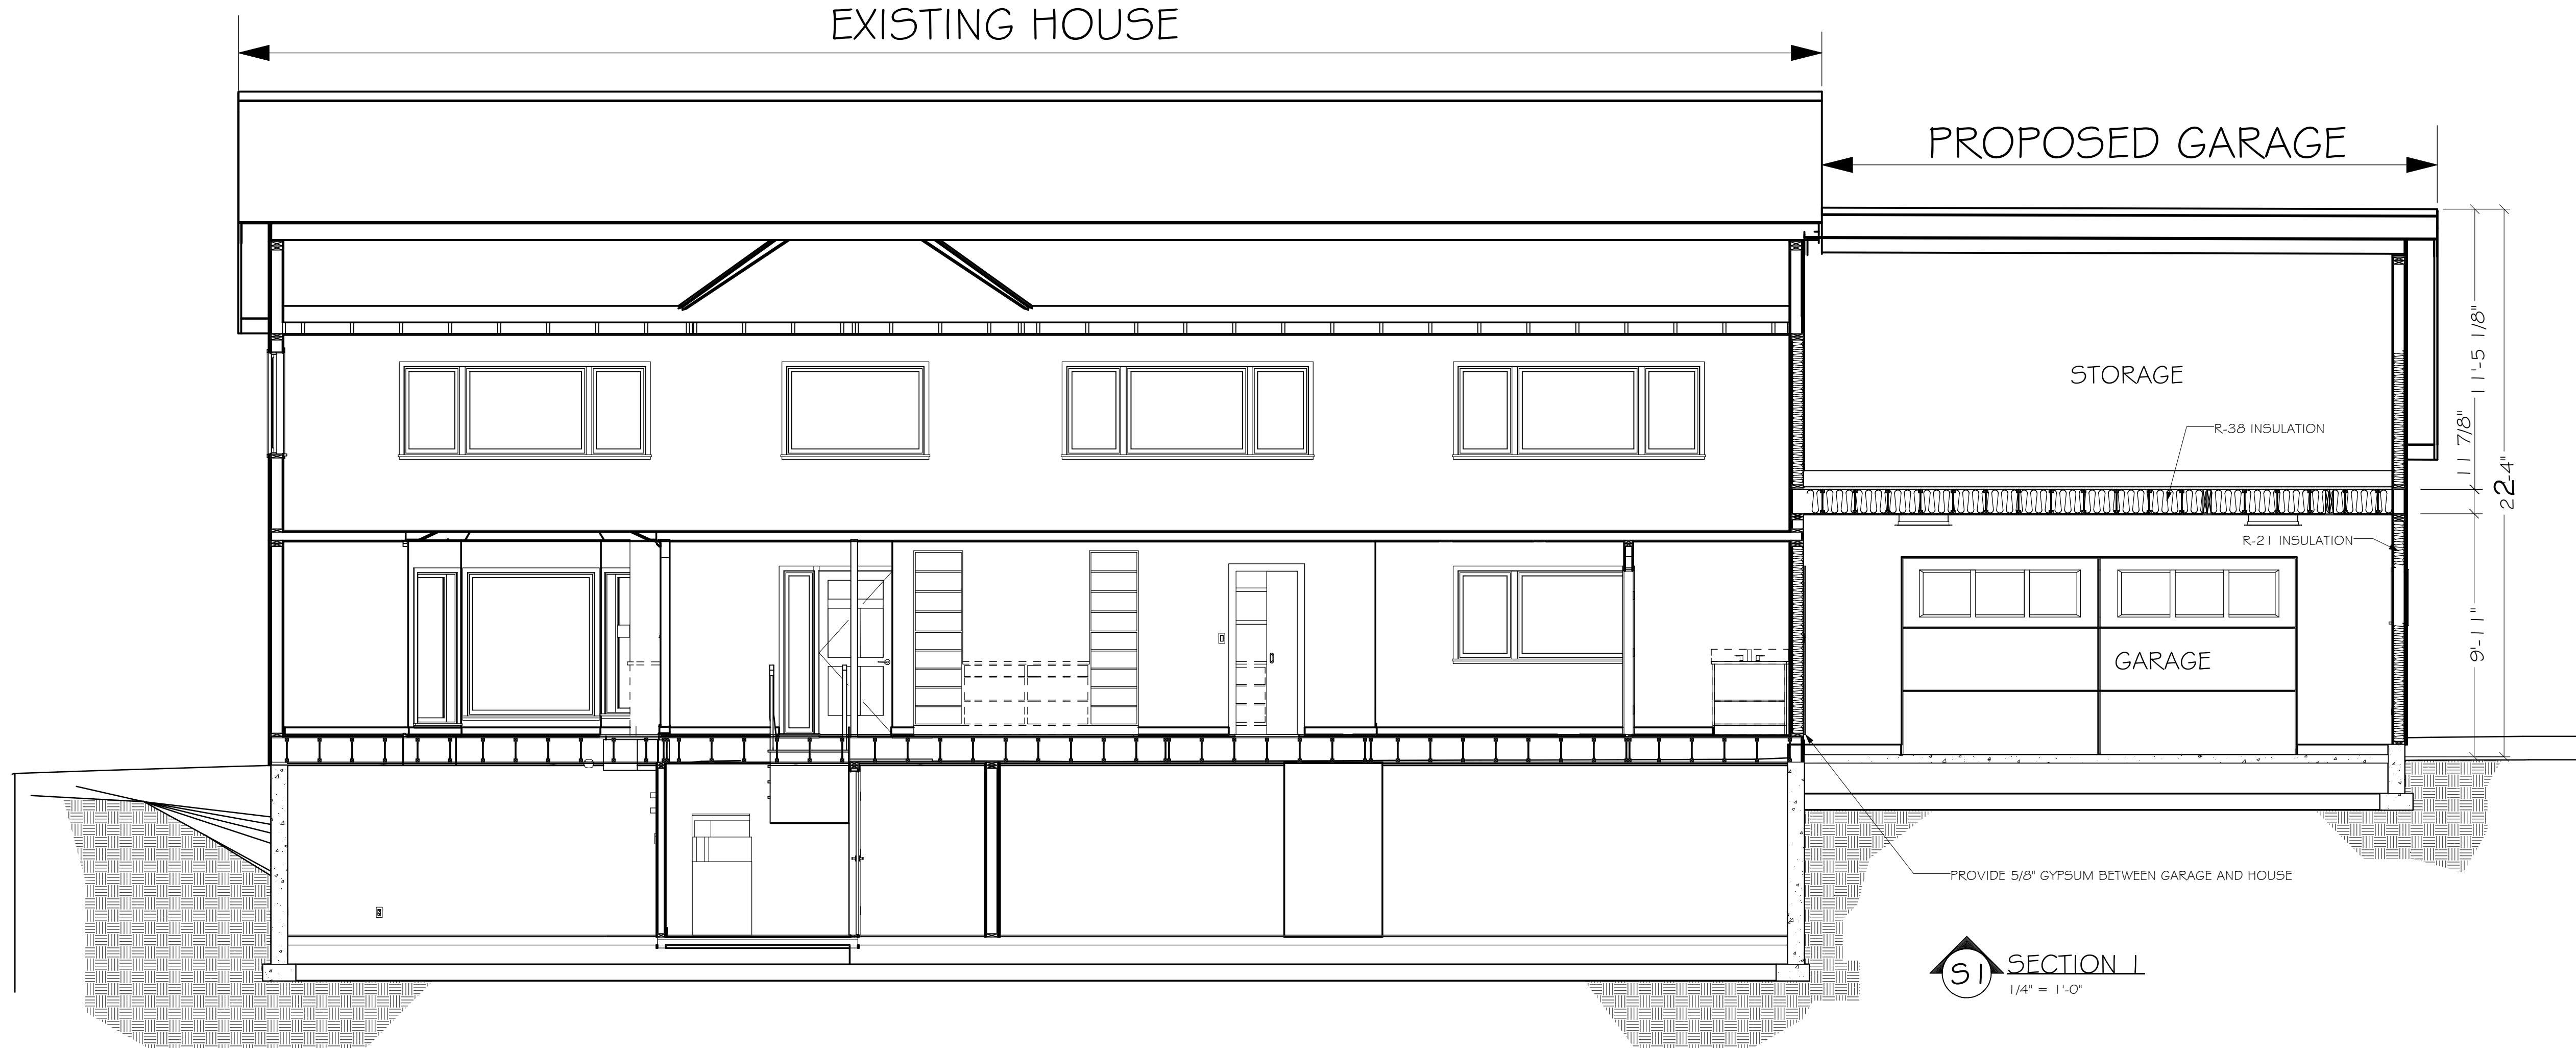 EXISTING HOUSE
PROPOSED GARAGE
STORAGE
R-38 INSULATION
R-21 INSULATION
GARAGE
11'-5 1/8"
11 7/8"
22'-4"
9'-11"
PROVIDE 5/8" GYPSUM BETWEEN GARAGE AND HOUSE
S1
SECTION 1
1/4" = 1'-0"